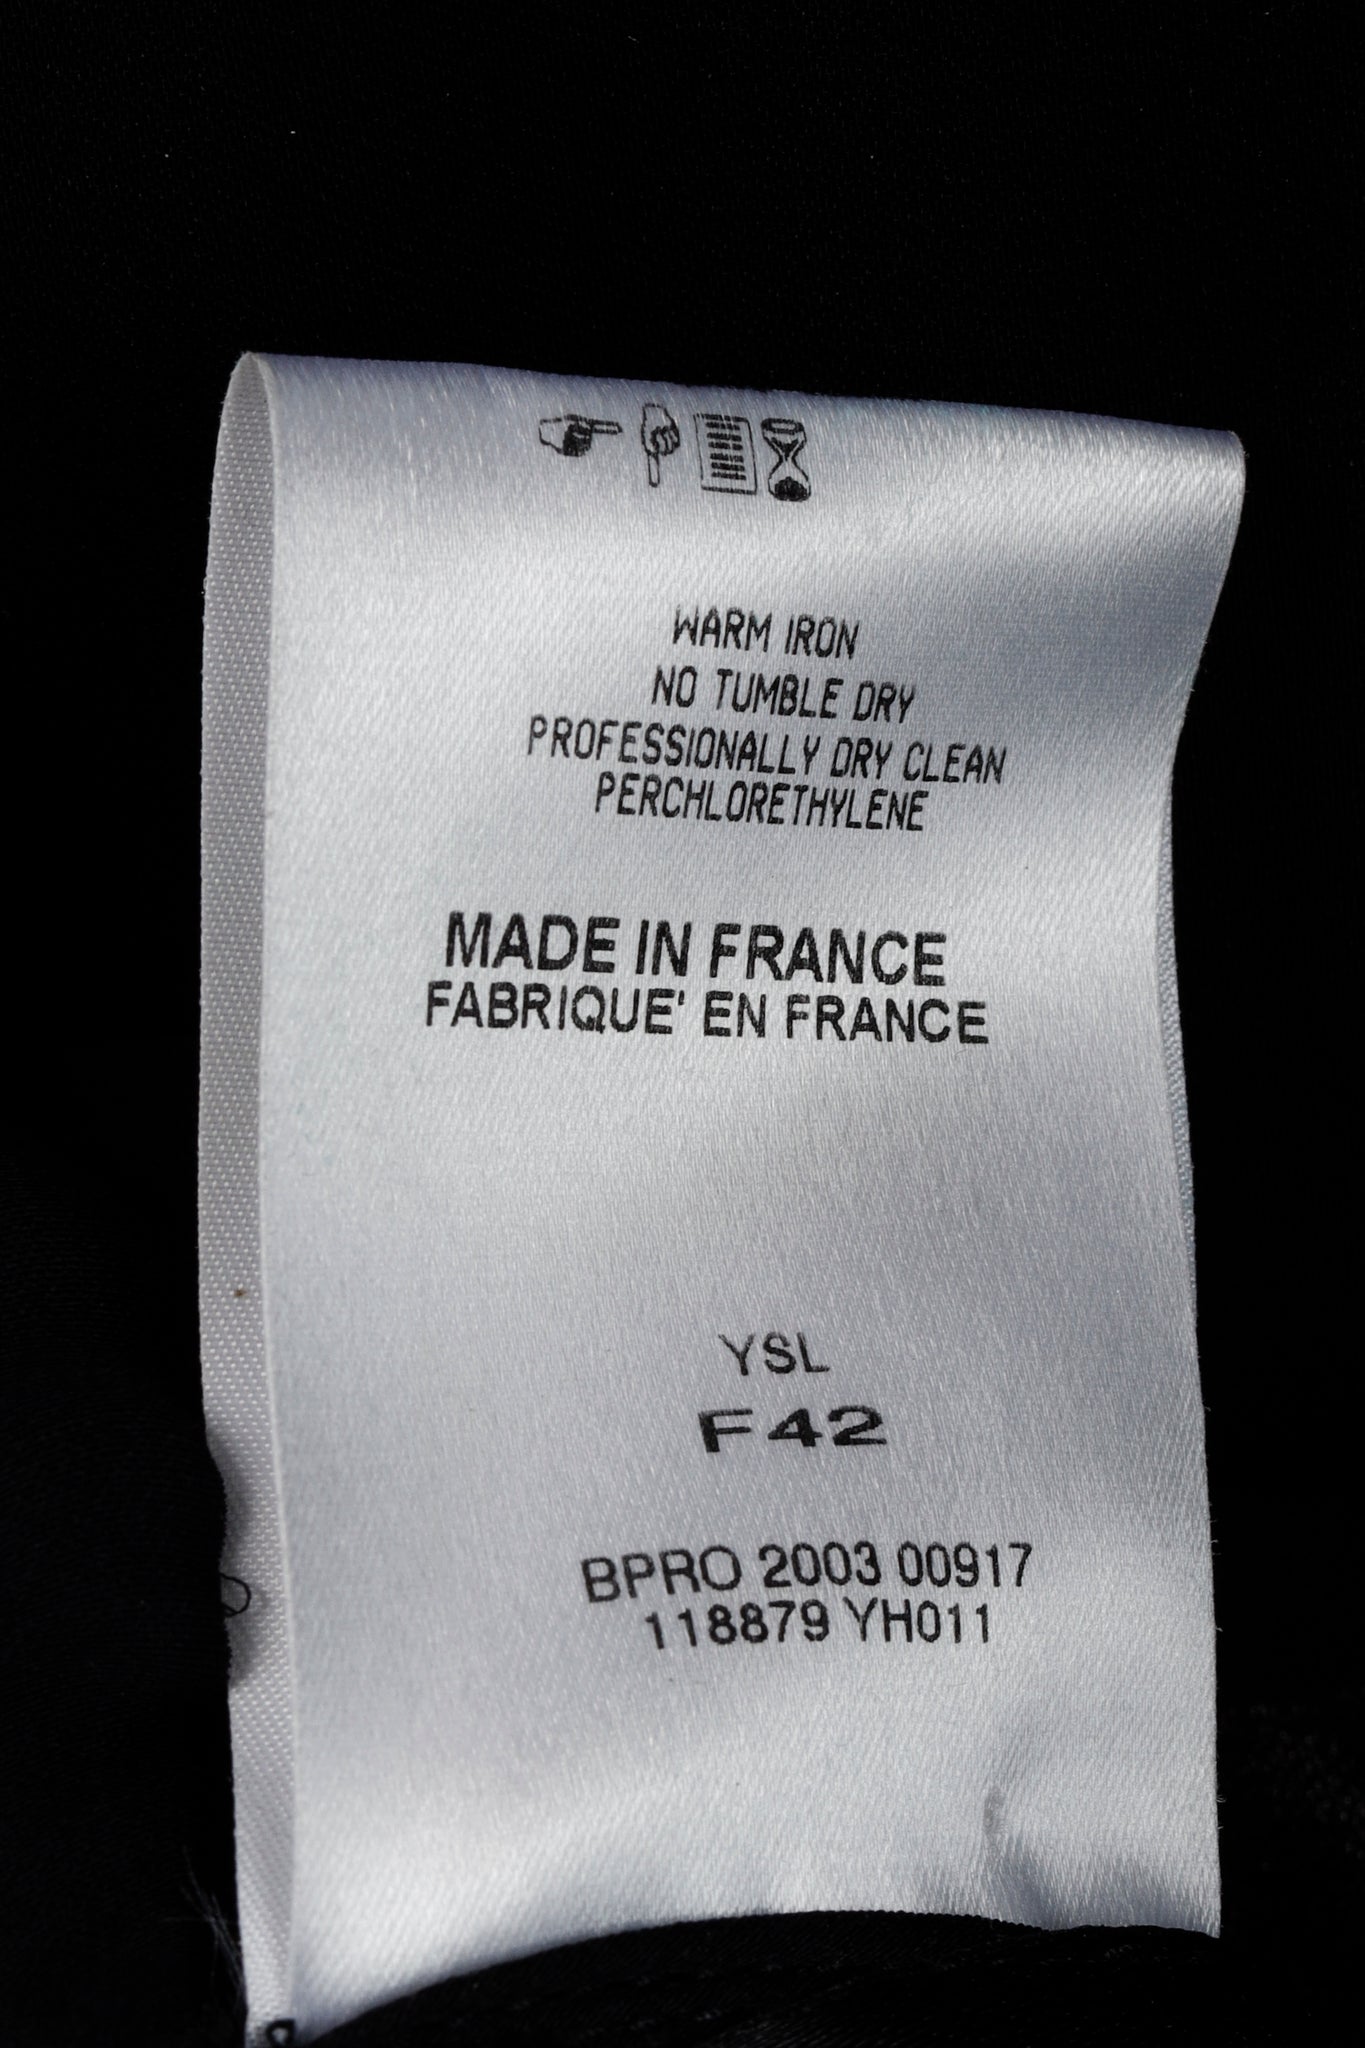 WARM IRON
NO TUMBLE DRY
PROFESSIONALLY DRY CLEAN
PERCHLORETHYLENE
MADE IN FRANCE
FABRIQUE' EN FRANCE
YSL
F 42
BPRO 2003 00917
118879 YH011